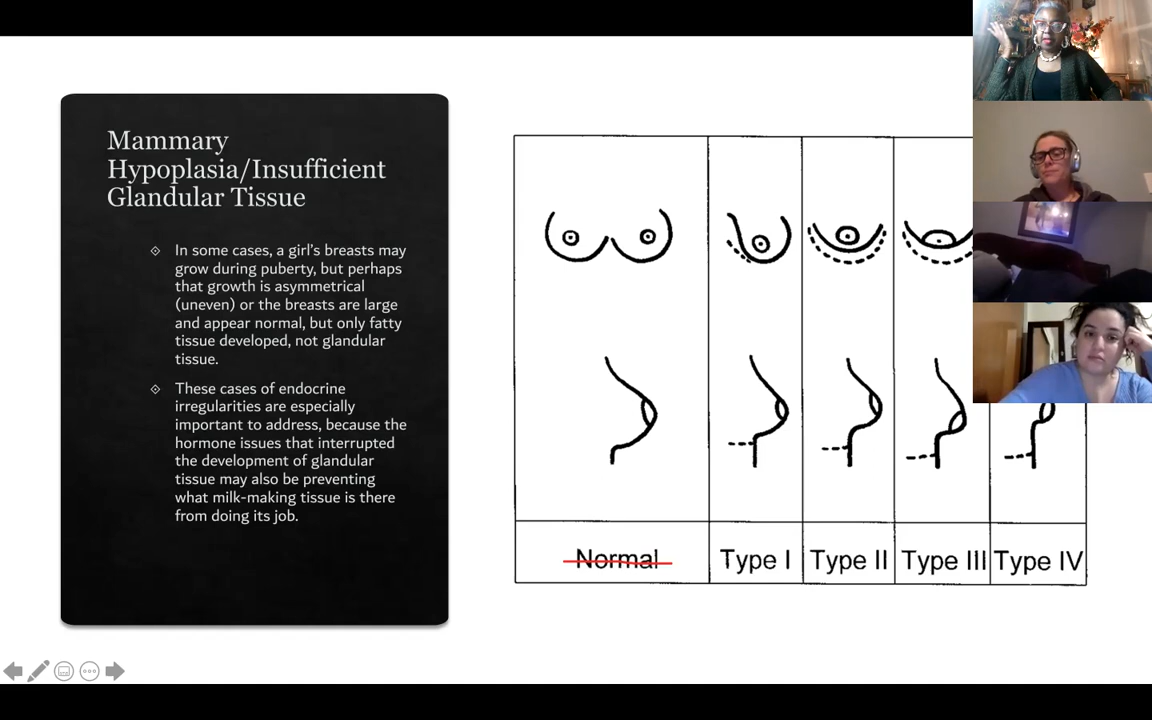 Mammary
Hypoplasia/Insufficient
Glandular Tissue
In some cases, a girl's breasts may
grow during puberty, but perhaps
that growth is asymmetrical
(uneven) or the breasts are large
and appear normal, but only fatty
tissue developed, not glandular
tissue.
These cases of endocrine
irregularities are especially
important to address, because the
hormone issues that interrupted
the development of glandular
tissue may also be preventing
what milk-making tissue is there
from doing its job.
Normal
Type I
Type II
Type III
Type IV